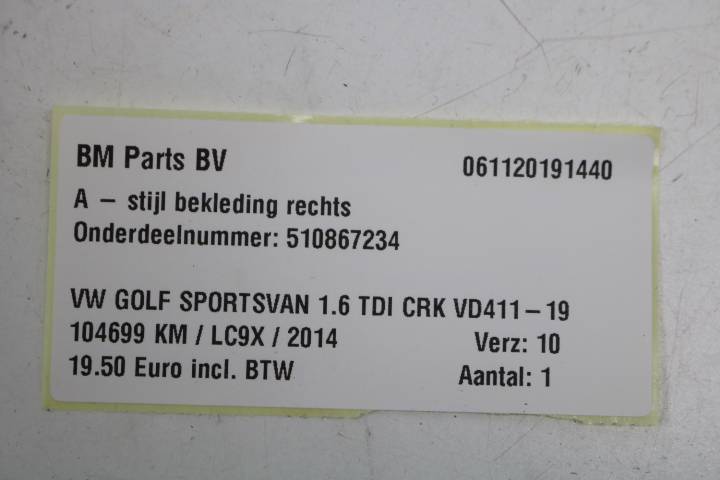 BM Parts BV 061120191440
A – stijl bekleding rechts
Onderdeelnummer: 510867234
VW GOLF SPORTSVAN 1.6 TDI CRK VD411–19
104699 KM / LC9X / 2014 Verz: 10
19.50 Euro incl. BTW Aantal: 1